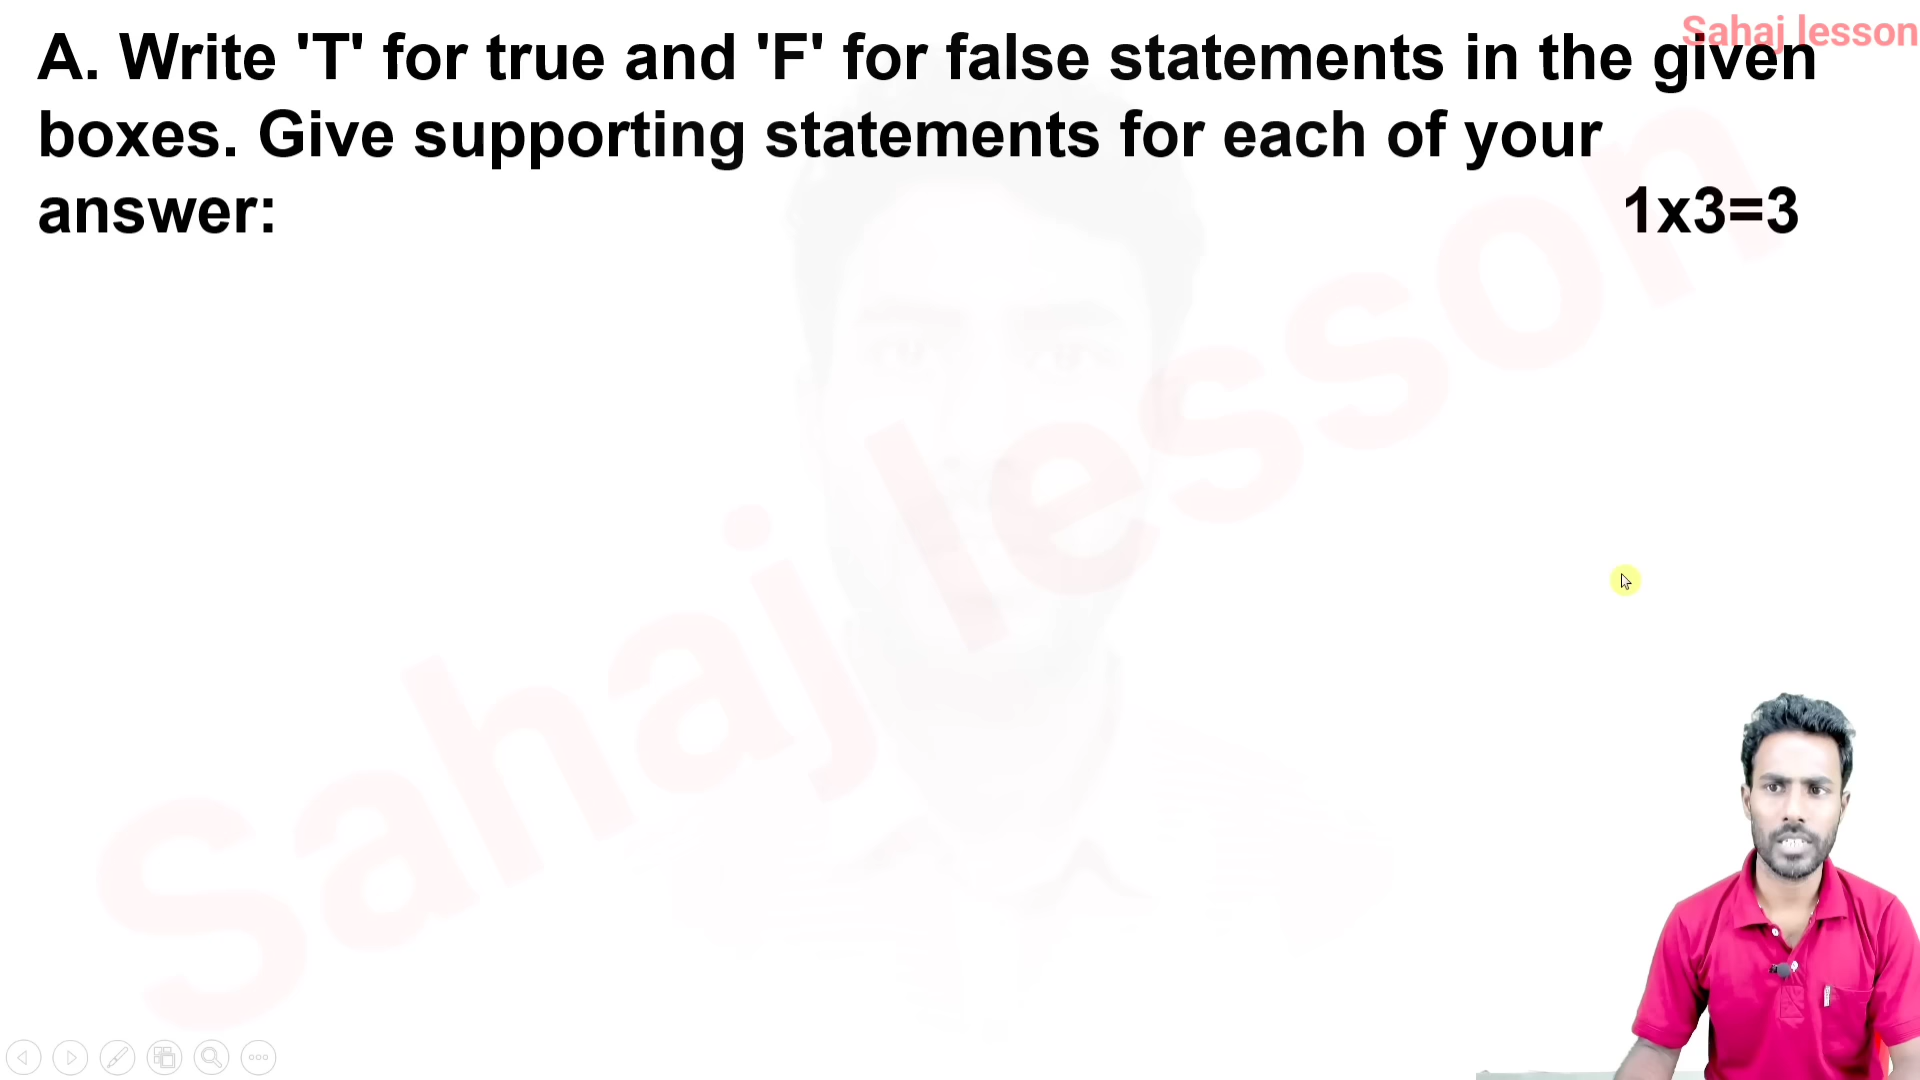 Sahaj lesson
A. Write 'T' for true and 'F' for false statements in the given
boxes. Give supporting statements for each of your
answer: 1x3=3
Sahaj lesson